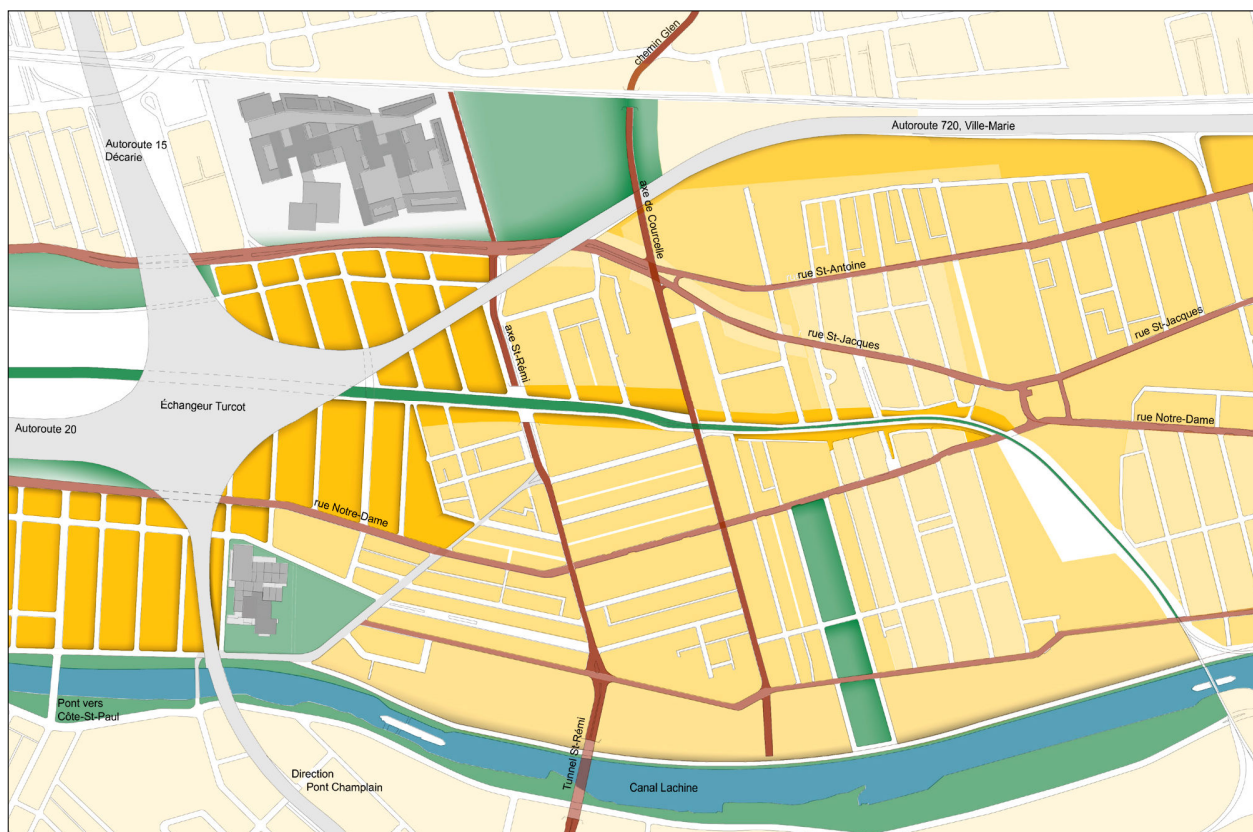 chemin Glen
Autoroute 720, Ville-Marie
Autoroute 15
Décarie
axe de Courcelle
rue St-Antoine
rue St-Jacques
rue St-Jacques
axe St-Rémi
Échangeur Turcot
Autoroute 20
rue Notre-Dame
rue Notre-Dame
Pont vers
Côte-St-Paul
Tunnel St-Rémi
Direction
Pont Champlain
Canal Lachine